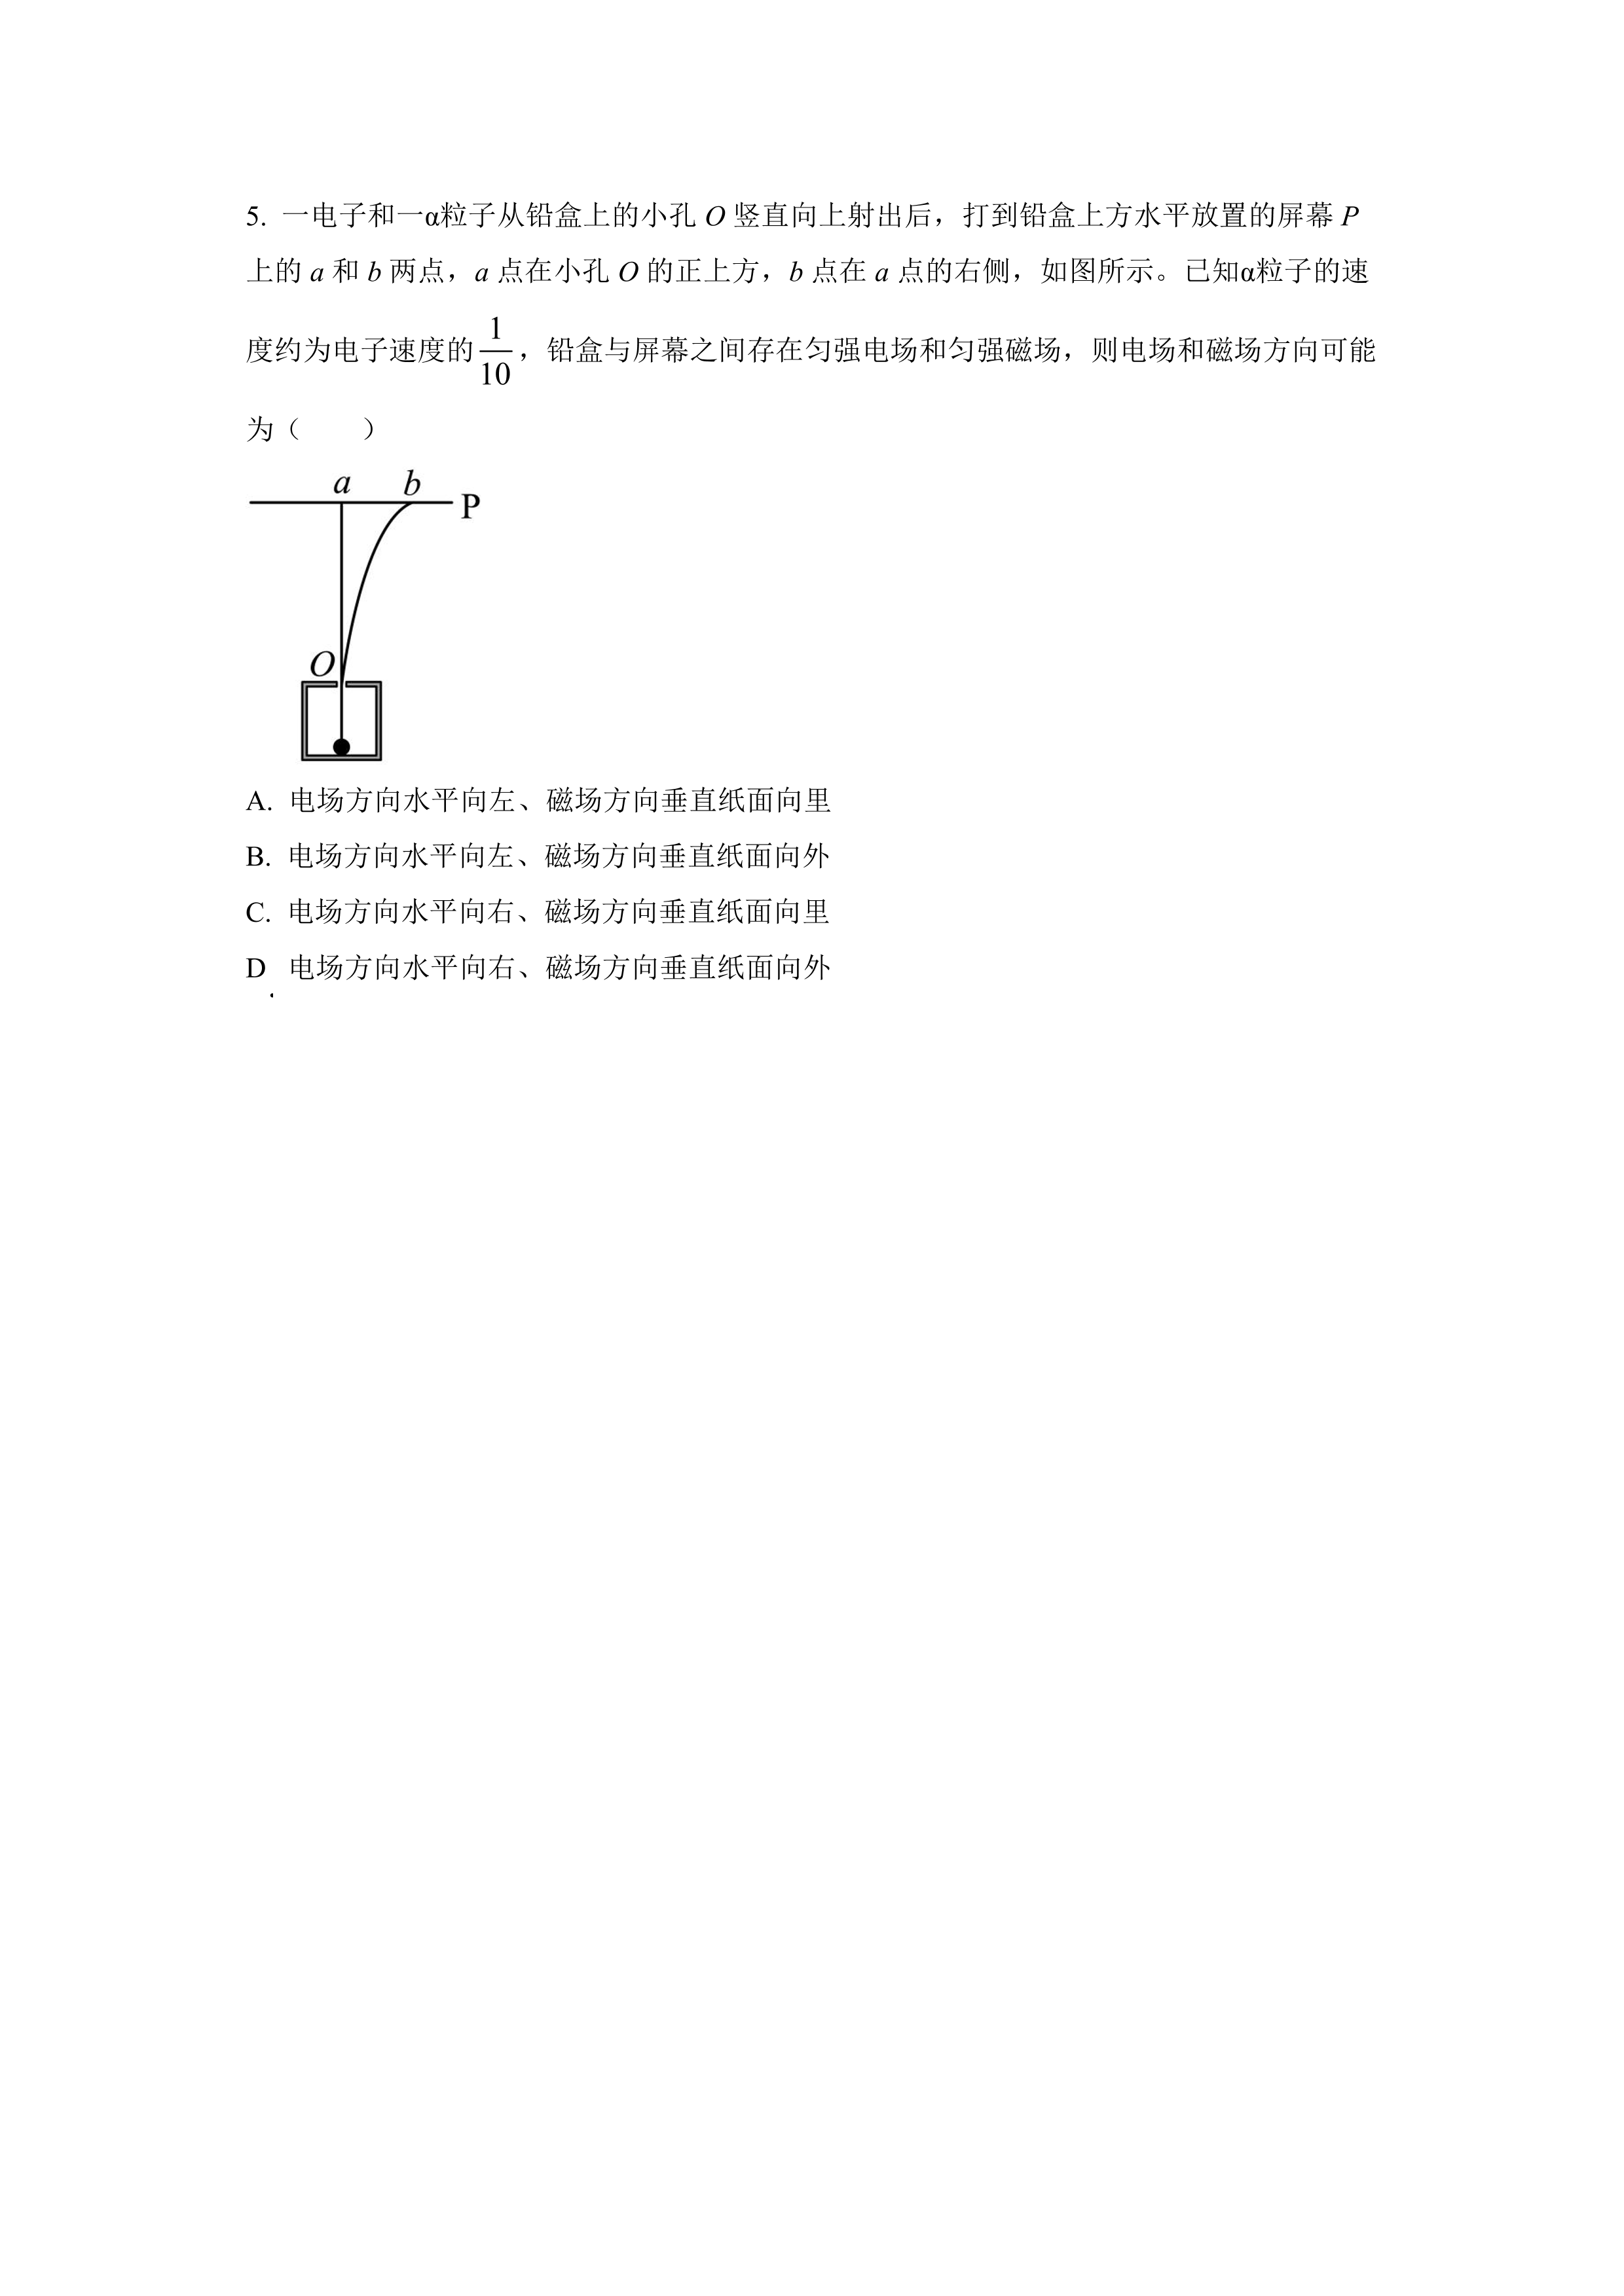 5. 一电子和一α粒子从铅盒上的小孔 O 竖直向上射出后，打到铅盒上方水平放置的屏幕 P
上的 a 和 b 两点，a 点在小孔 O 的正上方，b 点在 a 点的右侧，如图所示。已知α粒子的速
度约为电子速度的 1/10，铅盒与屏幕之间存在匀强电场和匀强磁场，则电场和磁场方向可能
为（　　）
a b
P
O
A. 电场方向水平向左、磁场方向垂直纸面向里
B. 电场方向水平向左、磁场方向垂直纸面向外
C. 电场方向水平向右、磁场方向垂直纸面向里
D. 电场方向水平向右、磁场方向垂直纸面向外